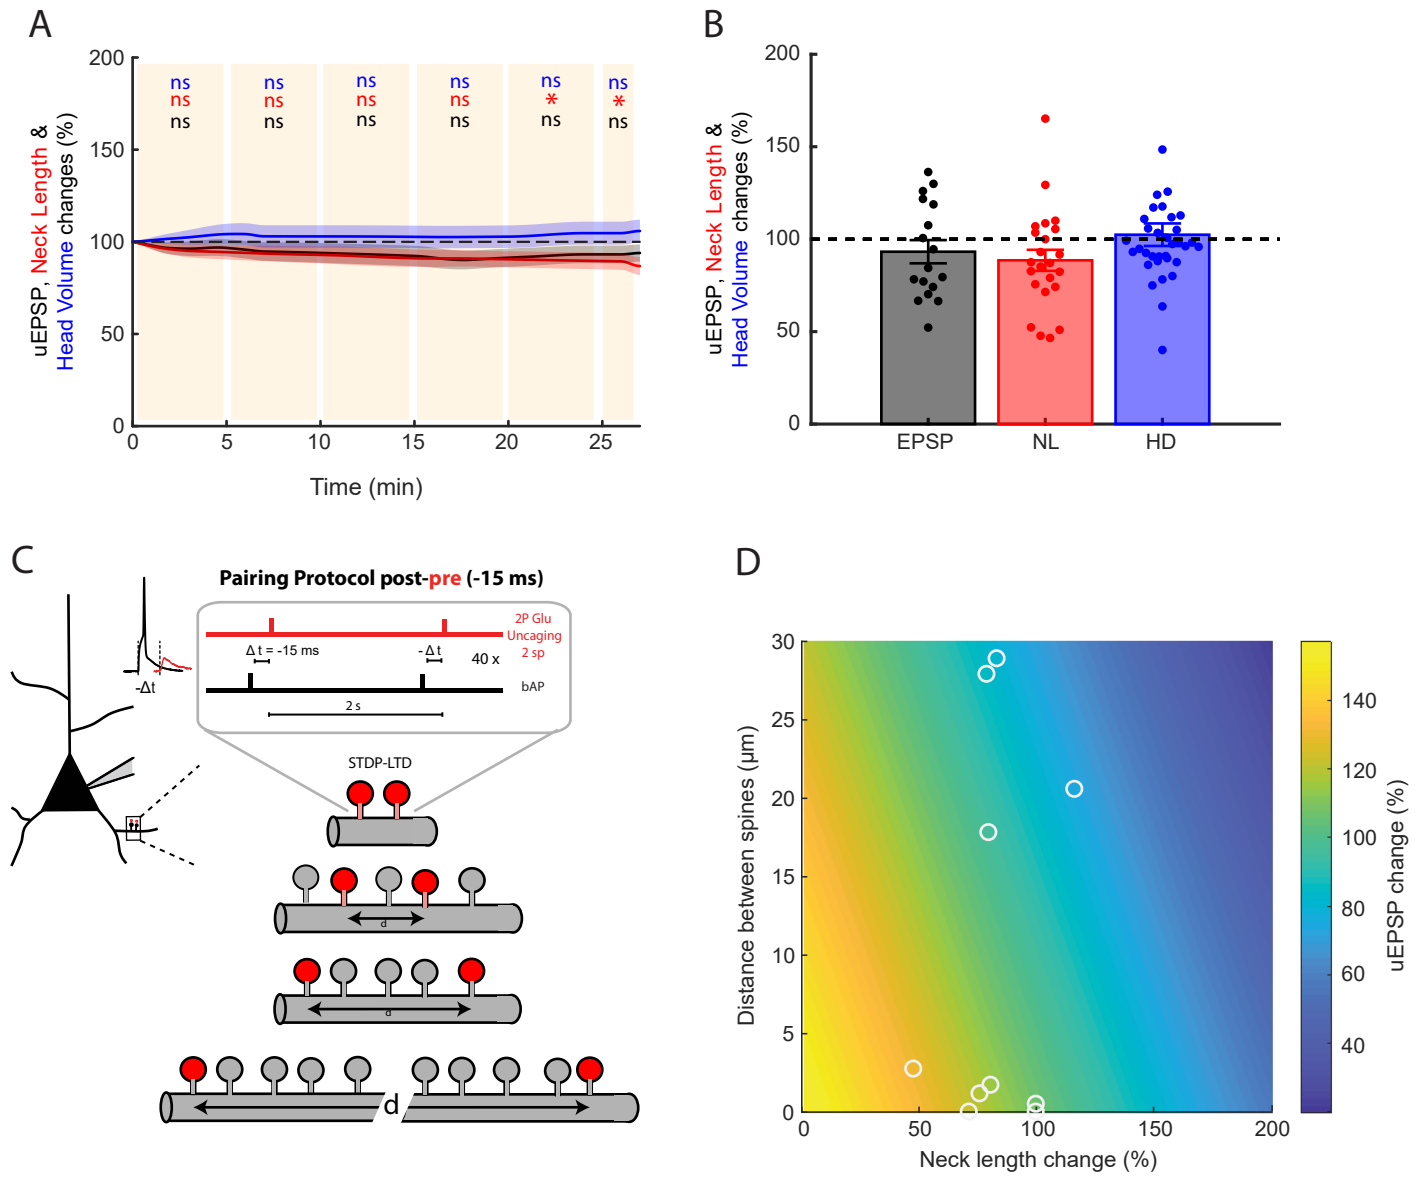 A
uEPSP, Neck Length &
Head Volume changes (%)
200
150
100
50
0
ns ns ns ns ns ns
ns ns ns ns * *
ns ns ns ns ns ns
0 5 10 15 20 25
Time (min)
B
uEPSP, Neck Length &
Head Volume changes (%)
200
150
100
50
0
EPSP NL HD
C
-Δt
Pairing Protocol post-pre (-15 ms)
2P Glu
Uncaging
2 sp
Δ t = -15 ms
- Δ t
40 x
bAP
2 s
STDP-LTD
d
d
d
D
Distance between spines (µm)
30
25
20
15
10
5
0
0 50 100 150 200
Neck length change (%)
140
120
100
80
60
40
uEPSP change (%)